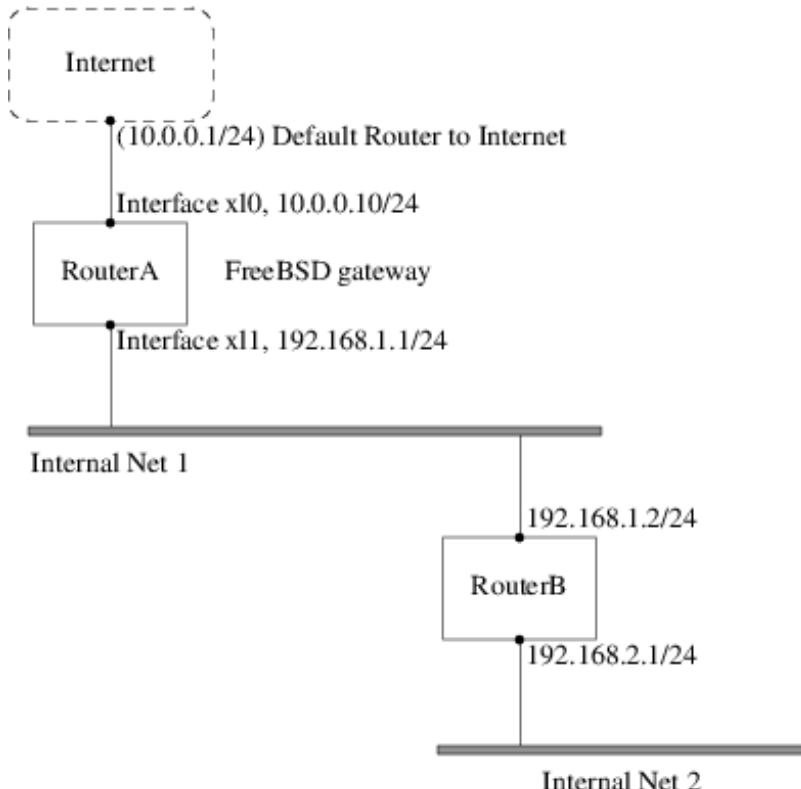 Internet
(10.0.0.1/24) Default Router to Internet
Interface xl0, 10.0.0.10/24
RouterA
FreeBSD gateway
Interface xl1, 192.168.1.1/24
Internal Net 1
192.168.1.2/24
RouterB
192.168.2.1/24
Internal Net 2